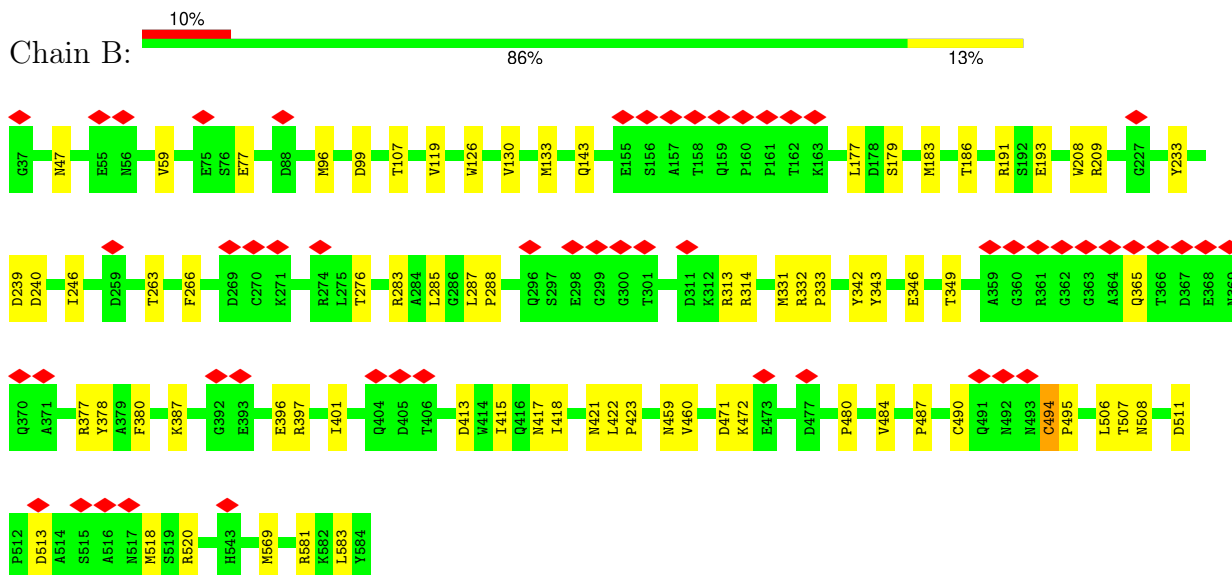 10%
Chain B:
86% 13%
G37 N47 E55 N56 V59 E75 S76 E77 D88 M96 D99 T107 V119 W126 V130 M133 Q143 E155 S156 A157 T158 Q159 P160 P161 T162 K163 L177 D178 S179 M183 T186 R191 S192 E193 W208 R209 G227 Y233
D239 D240 I246 D259 T263 F266 D269 C270 K271 R274 L275 T276 R283 A284 L285 G286 L287 P288 Q296 S297 E298 G299 G300 T301 D311 K312 R313 R314 M331 R332 P333 Y342 Y343 E346 T349 A359 G360 R361 G362 G363 A364 Q365 T366 D367 E368
Q370 A371 R377 Y378 A379 F380 K387 G392 E393 E396 R397 I401 Q404 D405 T406 D413 W414 I415 Q416 N417 I418 N421 L422 P423 N459 V460 D471 K472 E473 D477 P480 V484 P487 C490 Q491 N492 N493 C494 P495 L506 T507 N508 D511
P512 D513 A514 S515 A516 N517 M518 S519 R520 H543 M569 R581 K582 L583 Y584